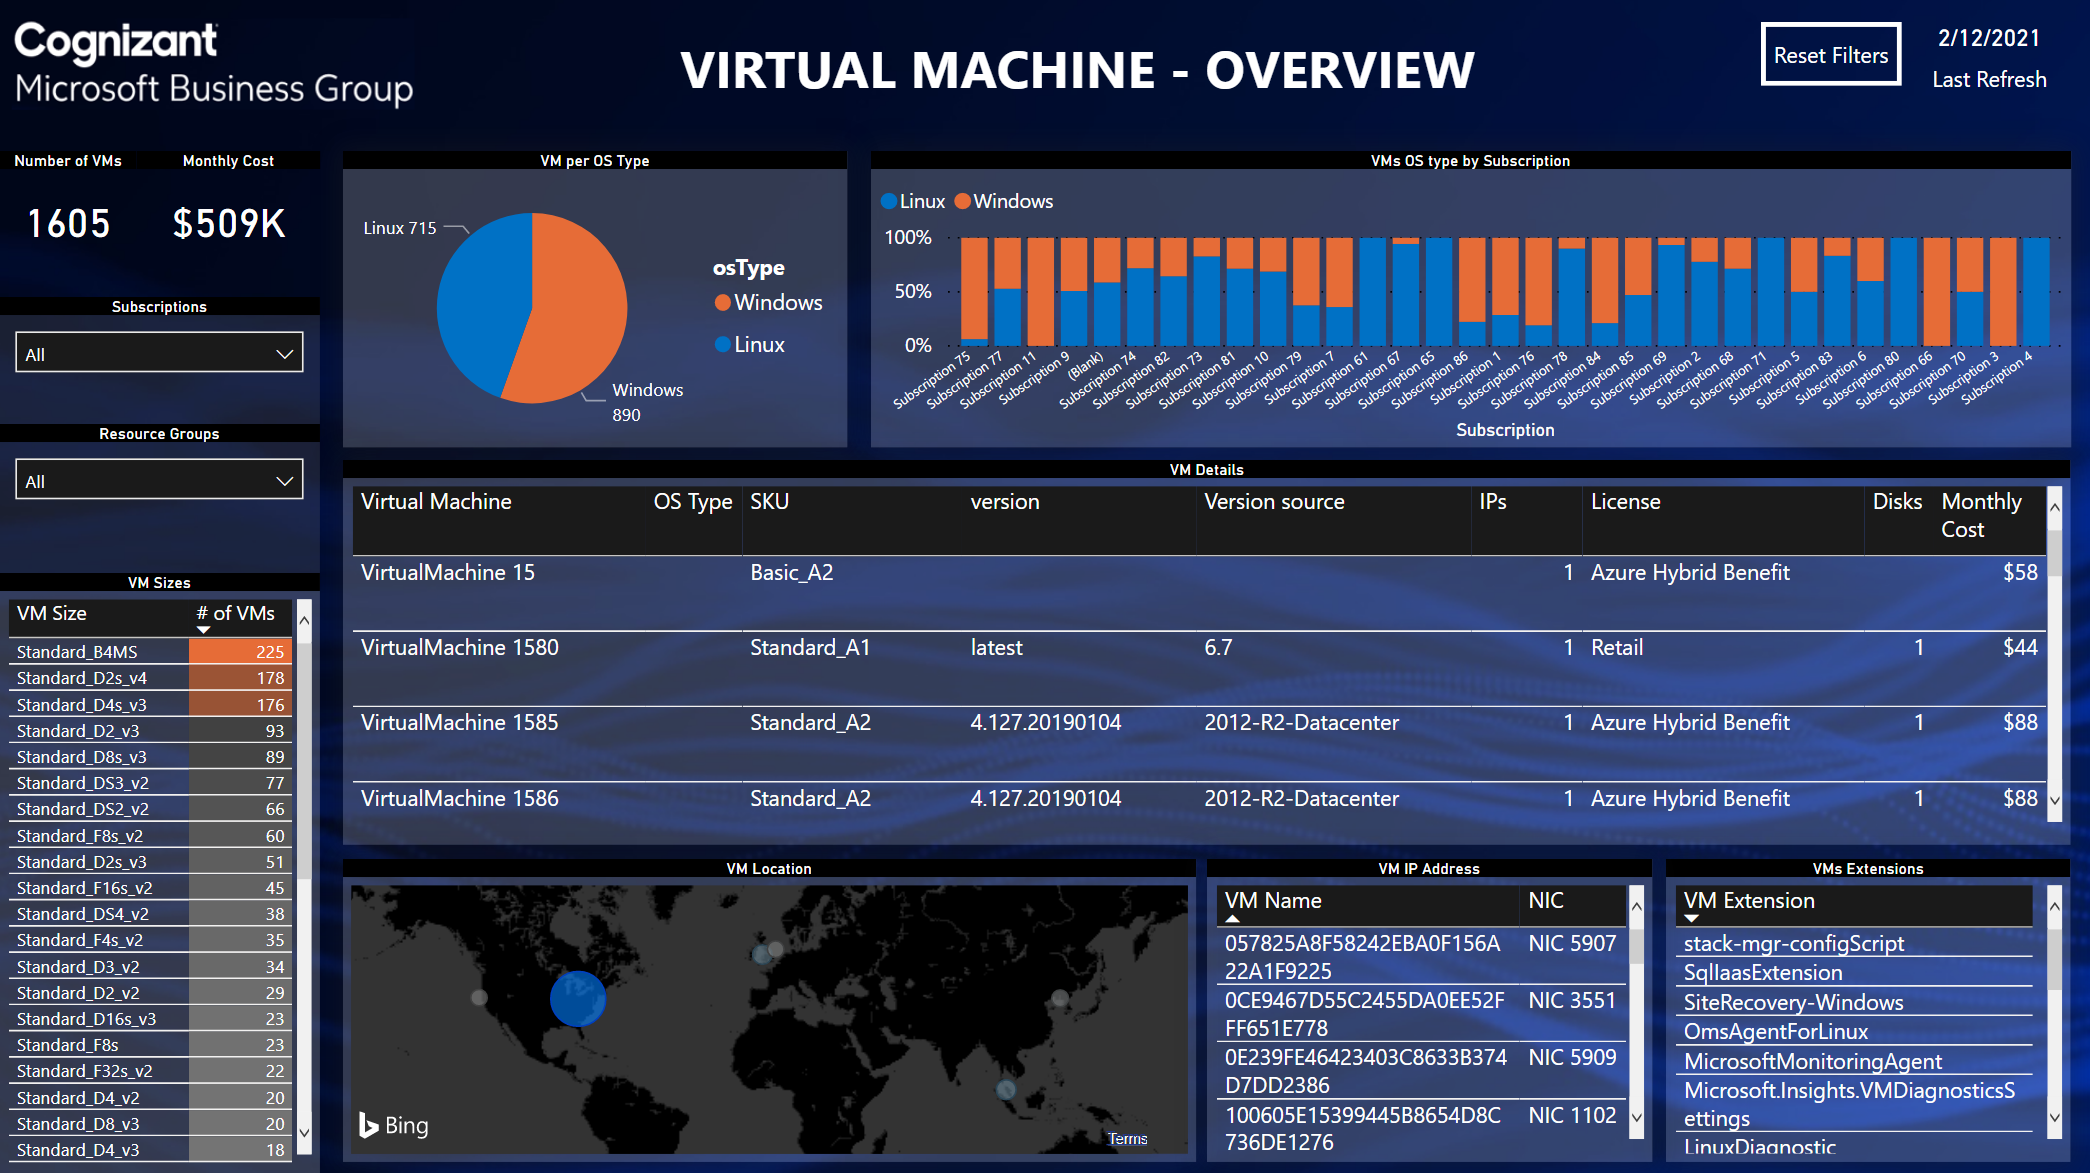 Cognizant
Microsoft Business Group
VIRTUAL MACHINE - OVERVIEW
Reset Filters
2/12/2021
Last Refresh
Number of VMs
Monthly Cost
1605
$509K
Subscriptions
All
Resource Groups
All
VM Sizes
VM Size # of VMs
Standard_B4MS 225
Standard_D2s_v4 178
Standard_D4s_v3 176
Standard_D2_v3 93
Standard_D8s_v3 89
Standard_DS3_v2 77
Standard_DS2_v2 66
Standard_F8s_v2 60
Standard_D2s_v3 51
Standard_F16s_v2 45
Standard_DS4_v2 38
Standard_F4s_v2 35
Standard_D3_v2 34
Standard_D2_v2 29
Standard_D16s_v3 23
Standard_F8s 23
Standard_F32s_v2 22
Standard_D4_v2 20
Standard_D8_v3 20
Standard_D4_v3 18
VM per OS Type
Linux 715
Windows
890
osType
Windows
Linux
VMs OS type by Subscription
Linux Windows
100%
50%
0%
Subscription 75
Subscription 77
Subscription 11
Subscription 9
(Blank)
Subscription 74
Subscription 82
Subscription 73
Subscription 81
Subscription 10
Subscription 79
Subscription 7
Subscription 61
Subscription 67
Subscription 65
Subscription 86
Subscription 1
Subscription 76
Subscription 78
Subscription 84
Subscription 85
Subscription 69
Subscription 2
Subscription 68
Subscription 71
Subscription 5
Subscription 83
Subscription 6
Subscription 80
Subscription 66
Subscription 70
Subscription 3
Subscription 4
Subscription
VM Details
Virtual Machine OS Type SKU version Version source IPs License Disks Monthly
Cost
VirtualMachine 15 Basic_A2 1 Azure Hybrid Benefit $58
VirtualMachine 1580 Standard_A1 latest 6.7 1 Retail 1 $44
VirtualMachine 1585 Standard_A2 4.127.20190104 2012-R2-Datacenter 1 Azure Hybrid Benefit 1 $88
VirtualMachine 1586 Standard_A2 4.127.20190104 2012-R2-Datacenter 1 Azure Hybrid Benefit 1 $88
VM Location
Bing
Terms
VM IP Address
VM Name NIC
057825A8F58242EBA0F156A NIC 5907
22A1F9225
0CE9467D55C2455DA0EE52F NIC 3551
FF651E778
0E239FE46423403C8633B374 NIC 5909
D7DD2386
100605E15399445B8654D8C NIC 1102
736DE1276
VMs Extensions
VM Extension
stack-mgr-configScript
SqlIaasExtension
SiteRecovery-Windows
OmsAgentForLinux
MicrosoftMonitoringAgent
Microsoft.Insights.VMDiagnosticsS
ettings
LinuxDiagnostic